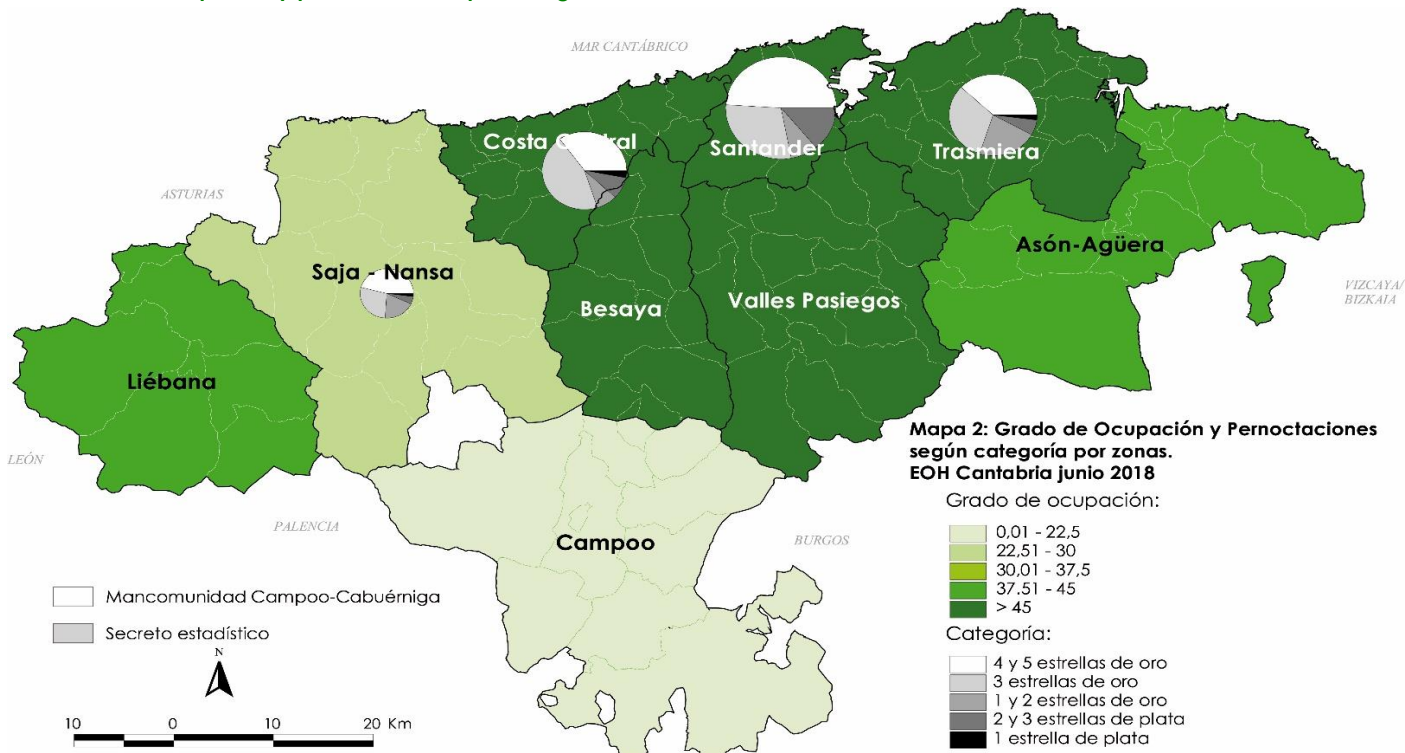 MAR CANTÁBRICO
Costa Central
Santander
Trasmiera
ASTURIAS
Asón-Agüera
Saja - Nansa
VIZCAYA/
BIZKAIA
Besaya
Valles Pasiegos
Liébana
LEÓN
Mapa 2: Grado de Ocupación y Pernoctaciones
según categoría por zonas.
EOH Cantabria junio 2018
Grado de ocupación:
0,01 - 22,5
22,51 - 30
30,01 - 37,5
37.51 - 45
> 45
PALENCIA
BURGOS
Campoo
Mancomunidad Campoo-Cabuérniga
Secreto estadístico
Categoría:
4 y 5 estrellas de oro
3 estrellas de oro
1 y 2 estrellas de oro
2 y 3 estrellas de plata
1 estrella de plata
N
10 0 10 20 Km